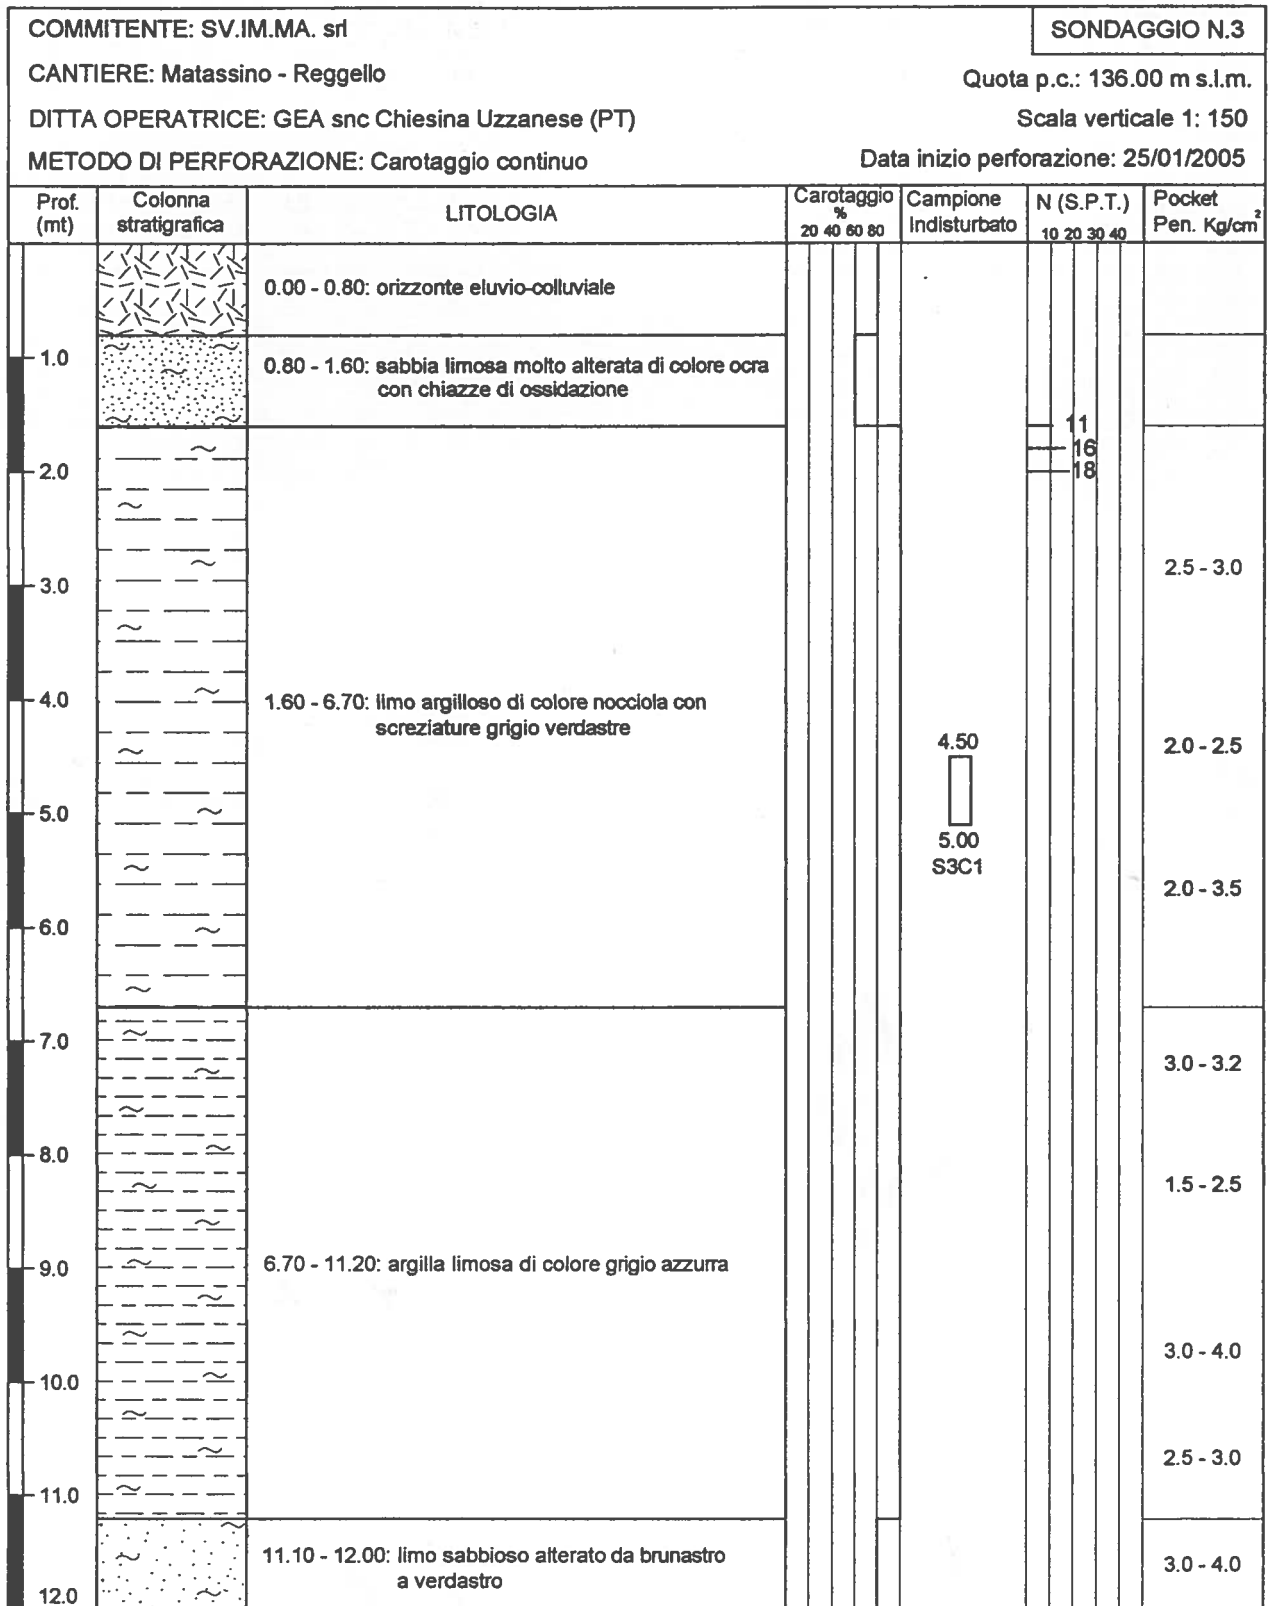 COMMITENTE: SV.IM.MA. srl
SONDAGGIO N.3
CANTIERE: Matassino - Reggello
Quota p.c.: 136.00 m s.l.m.
DITTA OPERATRICE: GEA snc Chiesina Uzzanese (PT)
Scala verticale 1: 150
METODO DI PERFORAZIONE: Carotaggio continuo
Data inizio perforazione: 25/01/2005
Prof. (mt)
Colonna stratigrafica
LITOLOGIA
Carotaggio %
20 40 60 80
Campione Indisturbato
N (S.P.T.)
10 20 30 40
Pocket Pen. Kg/cm²
0.00 - 0.80: orizzonte eluvio-colluviale
1.0
0.80 - 1.60: sabbia limosa molto alterata di colore ocra
con chiazze di ossidazione
11
16
2.0
18
2.5 - 3.0
3.0
4.0
1.60 - 6.70: limo argilloso di colore nocciola con
screziature grigio verdastre
4.50
2.0 - 2.5
5.0
5.00
S3C1
2.0 - 3.5
6.0
7.0
3.0 - 3.2
8.0
1.5 - 2.5
9.0
6.70 - 11.20: argilla limosa di colore grigio azzurra
3.0 - 4.0
10.0
2.5 - 3.0
11.0
11.10 - 12.00: limo sabbioso alterato da brunastro
a verdastro
3.0 - 4.0
12.0